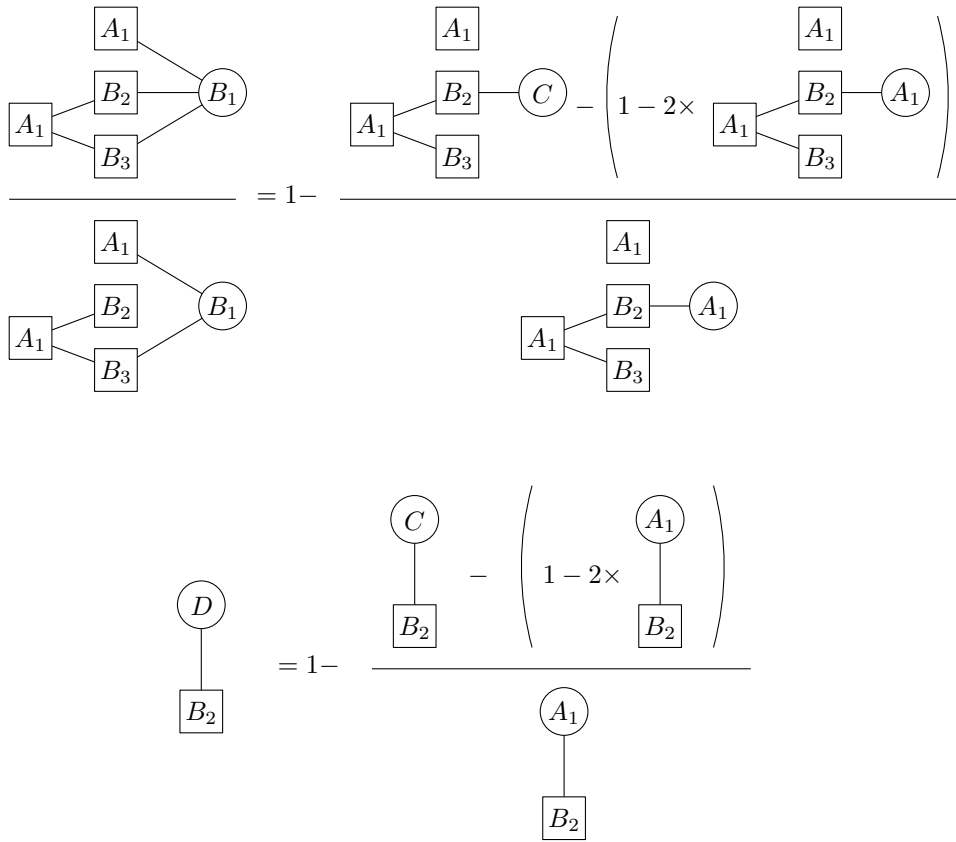 A₁ A₁ A₁
B₂ B₁ B₂ C − ( 1 − 2× B₂ A₁ )
A₁ A₁ A₁
B₃ B₃ B₃
= 1−
A₁ A₁
B₂ B₁ B₂ A₁
A₁ A₁
B₃ B₃
C A₁
− ( 1 − 2× )
D
B₂ B₂
= 1−
B₂ A₁
B₂